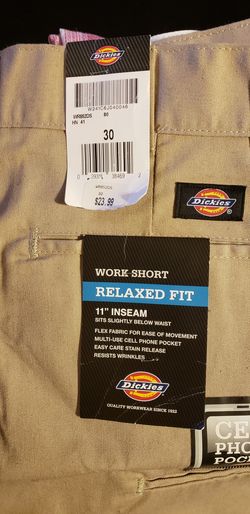 Dickies
W241C6J040046
30
$23.99
Dickies
WORK SHORT
RELAXED FIT
11" INSEAM
SITS SLIGHTLY BELOW WAIST
FLEX FABRIC FOR EASE OF MOVEMENT
MULTI-USE CELL PHONE POCKET
EASY CARE STAIN RELEASE
RESISTS WRINKLES
Dickies
QUALITY WORKWEAR SINCE 1922
CE
PHO
POC